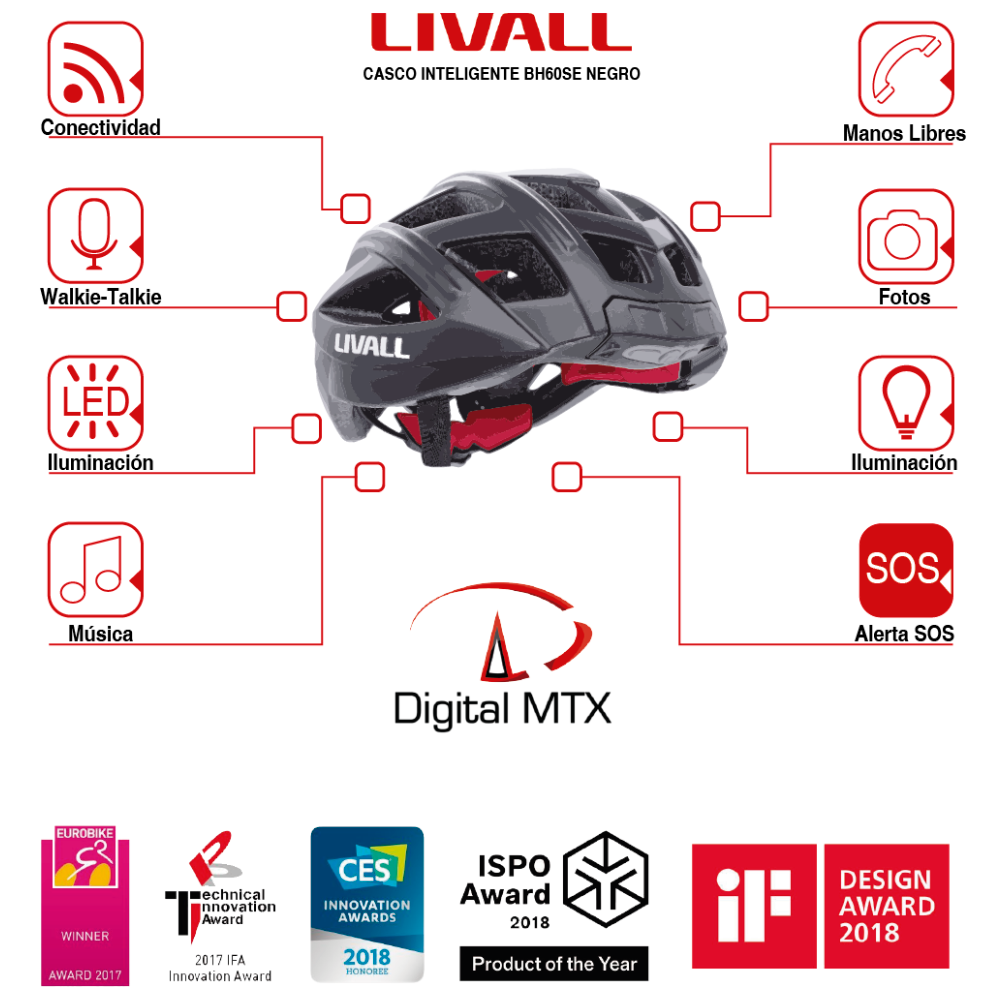 LIVALL
CASCO INTELIGENTE BH60SE NEGRO
Conectividad
Manos Libres
Walkie-Talkie
Fotos
LIVALL
LED
Iluminación
Iluminación
SOS
Música
Alerta SOS
Digital MTX
EUROBIKE
WINNER
AWARD 2017
Technical
Innovation
Award
2017 IFA
Innovation Award
CES
INNOVATION
AWARDS
2018
HONOREE
ISPO
Award
2018
Product of the Year
iF
DESIGN
AWARD
2018